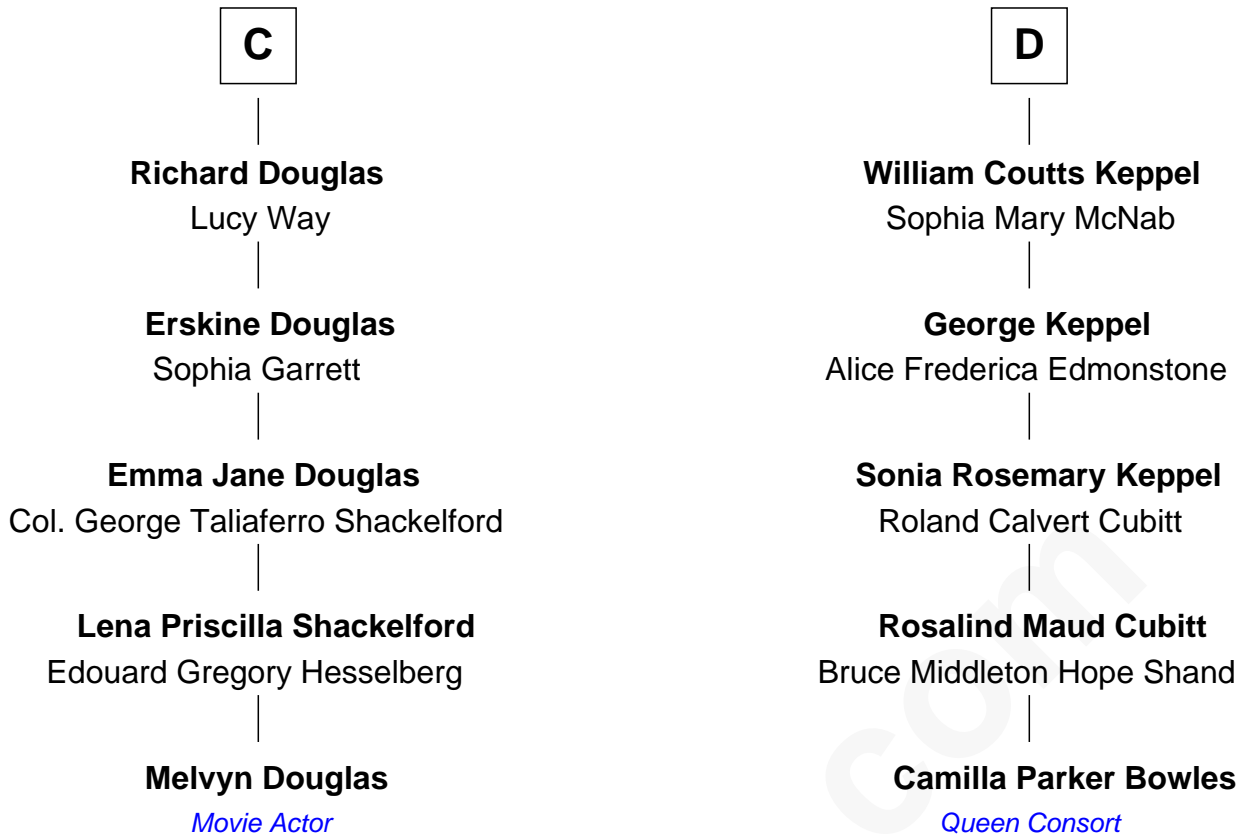 C
Richard Douglas
Lucy Way
Erskine Douglas
Sophia Garrett
Emma Jane Douglas
Col. George Taliaferro Shackelford
Lena Priscilla Shackelford
Edouard Gregory Hesselberg
Melvyn Douglas
Movie Actor
D
William Coutts Keppel
Sophia Mary McNab
George Keppel
Alice Frederica Edmonstone
Sonia Rosemary Keppel
Roland Calvert Cubitt
Rosalind Maud Cubitt
Bruce Middleton Hope Shand
Camilla Parker Bowles
Queen Consort
com